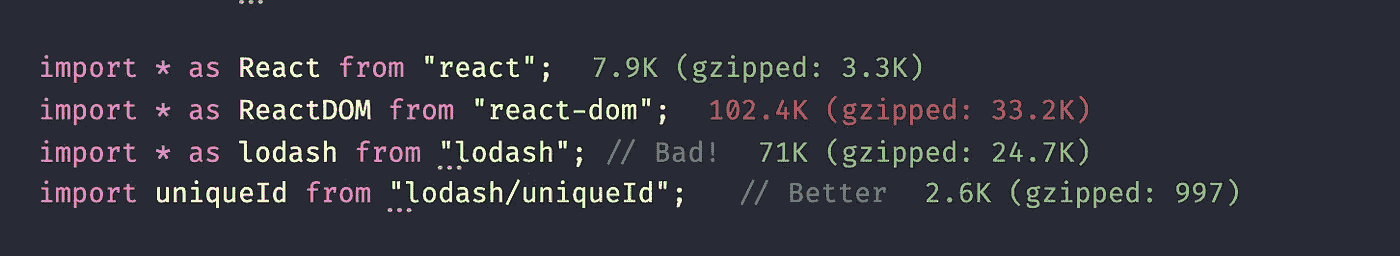 import * as React from "react";  7.9K (gzipped: 3.3K)
import * as ReactDOM from "react-dom";  102.4K (gzipped: 33.2K)
import * as lodash from "lodash"; // Bad!  71K (gzipped: 24.7K)
import uniqueId from "lodash/uniqueId";   // Better  2.6K (gzipped: 997)